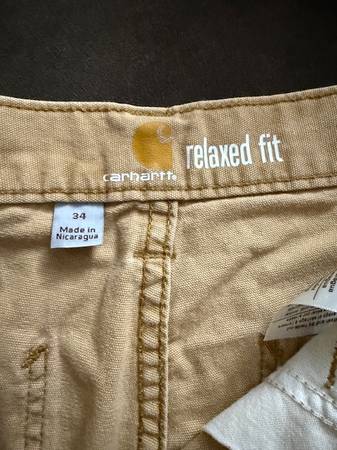 carhartt®
relaxed fit
34
Made in
Nicaragua